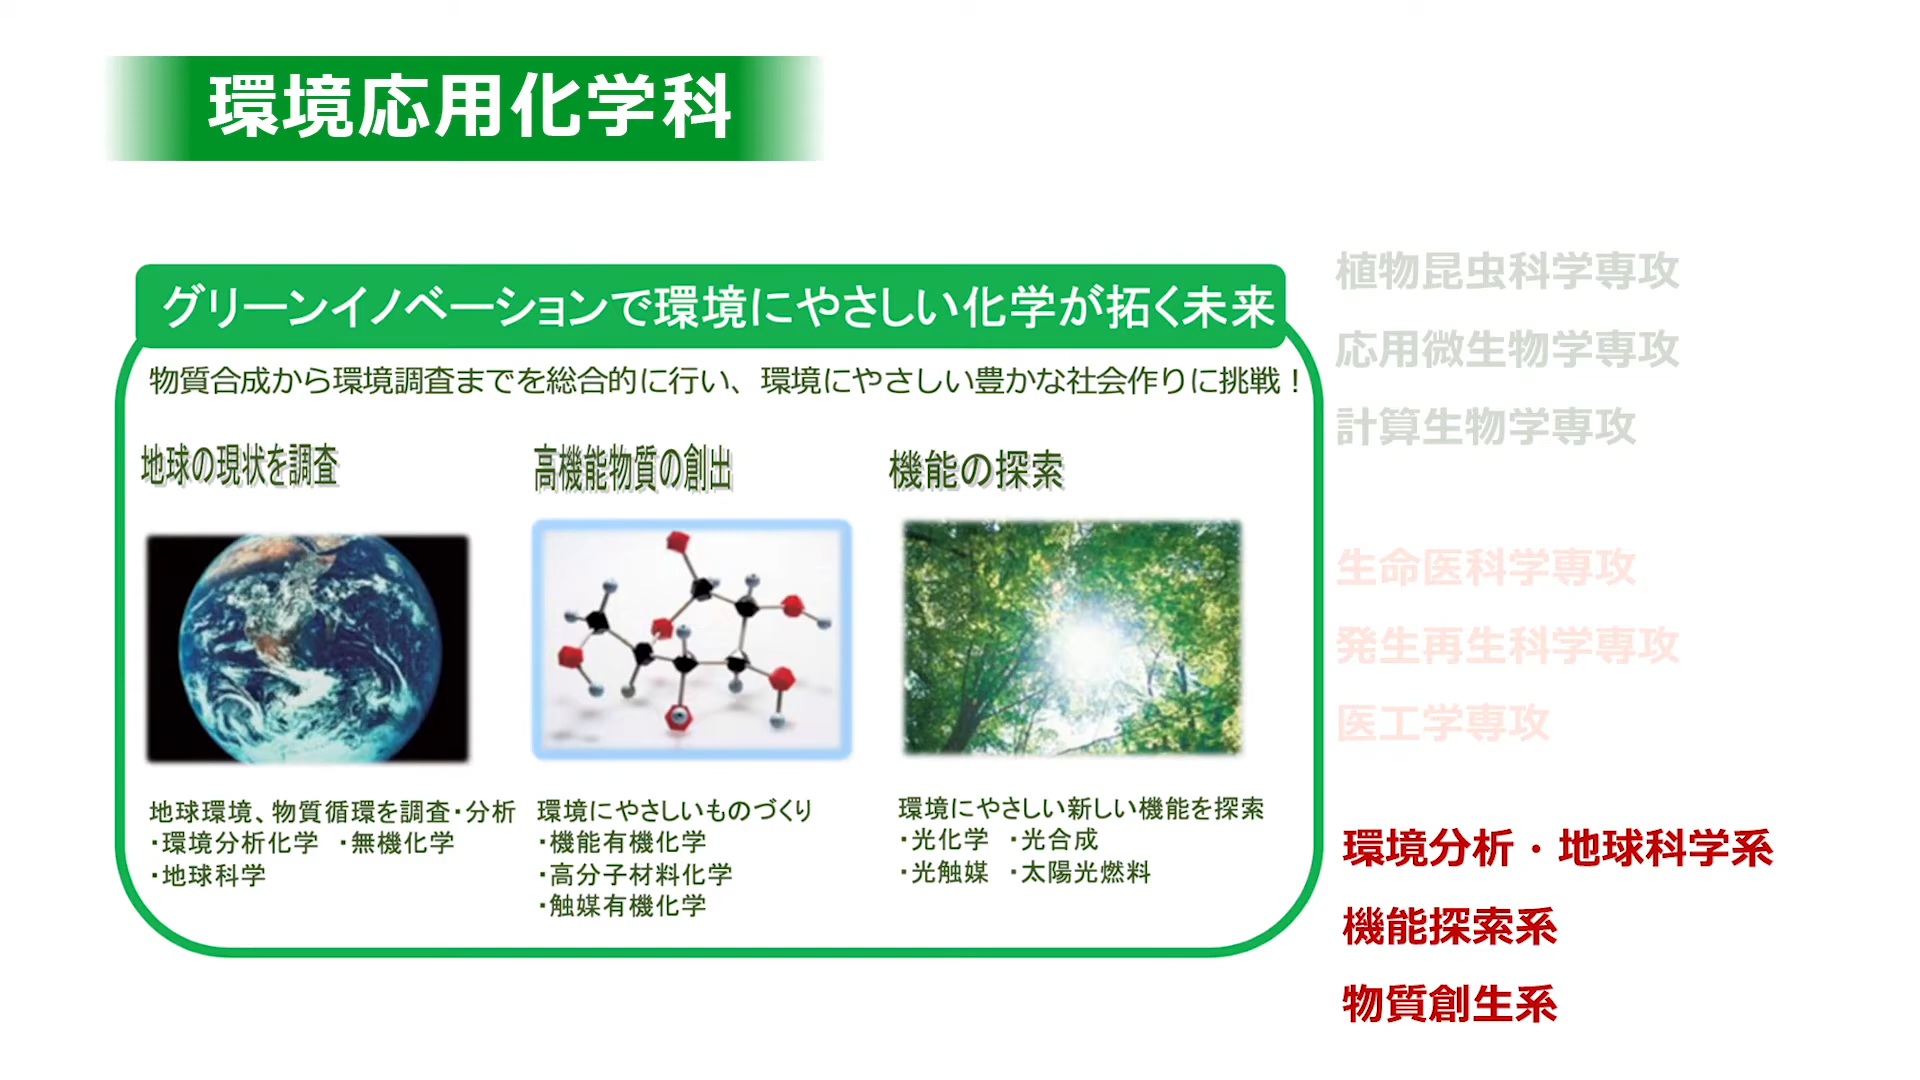 環境応用化学科
グリーンイノベーションで環境にやさしい化学が拓く未来
物質合成から環境調査までを総合的に行い、環境にやさしい豊かな社会作りに挑戦！
地球の現状を調査
地球環境、物質循環を調査・分析
・環境分析化学 ・無機化学
・地球科学
高機能物質の創出
環境にやさしいものづくり
・機能有機化学
・高分子材料化学
・触媒有機化学
機能の探索
環境にやさしい新しい機能を探索
・光化学 ・光合成
・光触媒 ・太陽光燃料
植物昆虫科学専攻
応用微生物学専攻
計算生物学専攻
生命医科学専攻
発生再生科学専攻
医工学専攻
環境分析・地球科学系
機能探索系
物質創生系